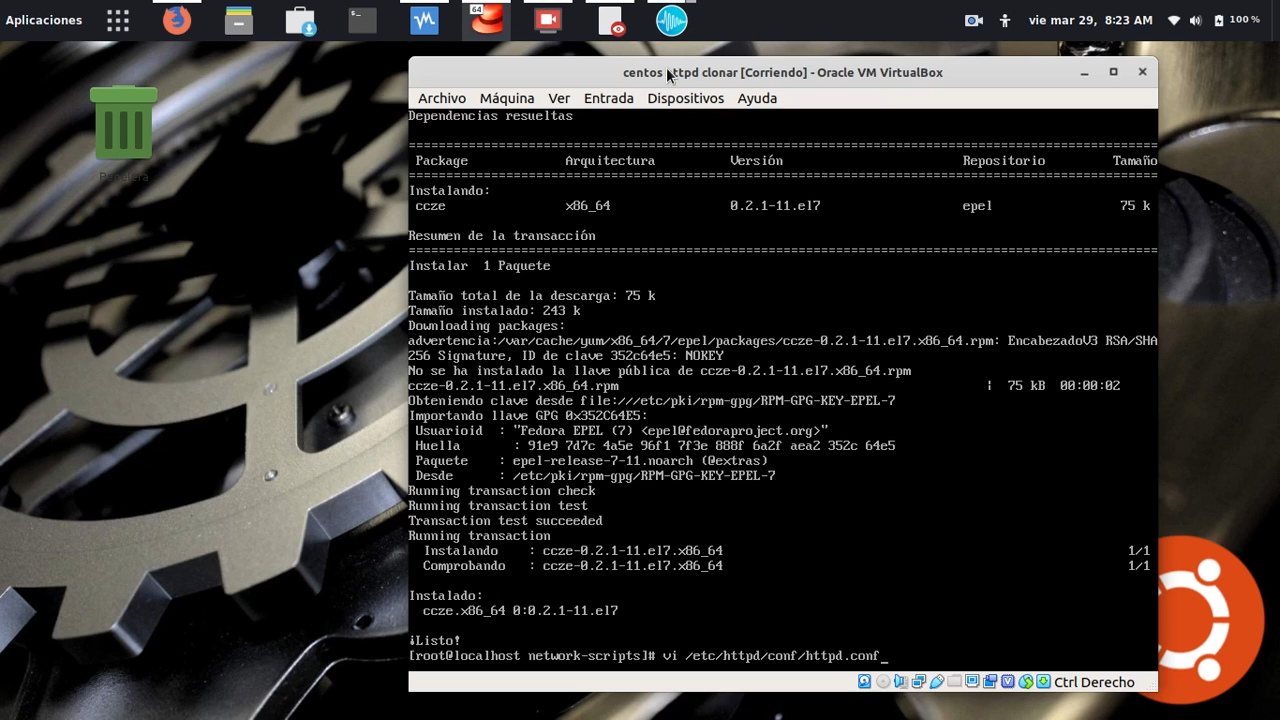 Aplicaciones
vie mar 29, 8:23 AM
100 %
64
Papelera
centos httpd clonar [Corriendo] - Oracle VM VirtualBox
Archivo Máquina Ver Entrada Dispositivos Ayuda
Dependencias resueltas
================================================================================
Package Arquitectura Versión Repositorio Tamaño
================================================================================
Instalando:
ccze x86_64 0.2.1-11.el7 epel 75 k
Resumen de la transacción
================================================================================
Instalar 1 Paquete
Tamaño total de la descarga: 75 k
Tamaño instalado: 243 k
Downloading packages:
advertencia:/var/cache/yum/x86_64/7/epel/packages/ccze-0.2.1-11.el7.x86_64.rpm: EncabezadoV3 RSA/SHA
256 Signature, ID de clave 352c64e5: NOKEY
No se ha instalado la llave pública de ccze-0.2.1-11.el7.x86_64.rpm
ccze-0.2.1-11.el7.x86_64.rpm | 75 kB 00:00:02
Obteniendo clave desde file:///etc/pki/rpm-gpg/RPM-GPG-KEY-EPEL-7
Importando llave GPG 0x352C64E5:
Usuarioid : "Fedora EPEL (7) <epel@fedoraproject.org>"
Huella : 91e9 7d7c 4a5e 96f1 7f3e 888f 6a2f aea2 352c 64e5
Paquete : epel-release-7-11.noarch (@extras)
Desde : /etc/pki/rpm-gpg/RPM-GPG-KEY-EPEL-7
Running transaction check
Running transaction test
Transaction test succeeded
Running transaction
Instalando : ccze-0.2.1-11.el7.x86_64 1/1
Comprobando : ccze-0.2.1-11.el7.x86_64 1/1
Instalado:
ccze.x86_64 0:0.2.1-11.el7
¡Listo!
[root@localhost network-scripts]# vi /etc/httpd/conf/httpd.conf_
Ctrl Derecho